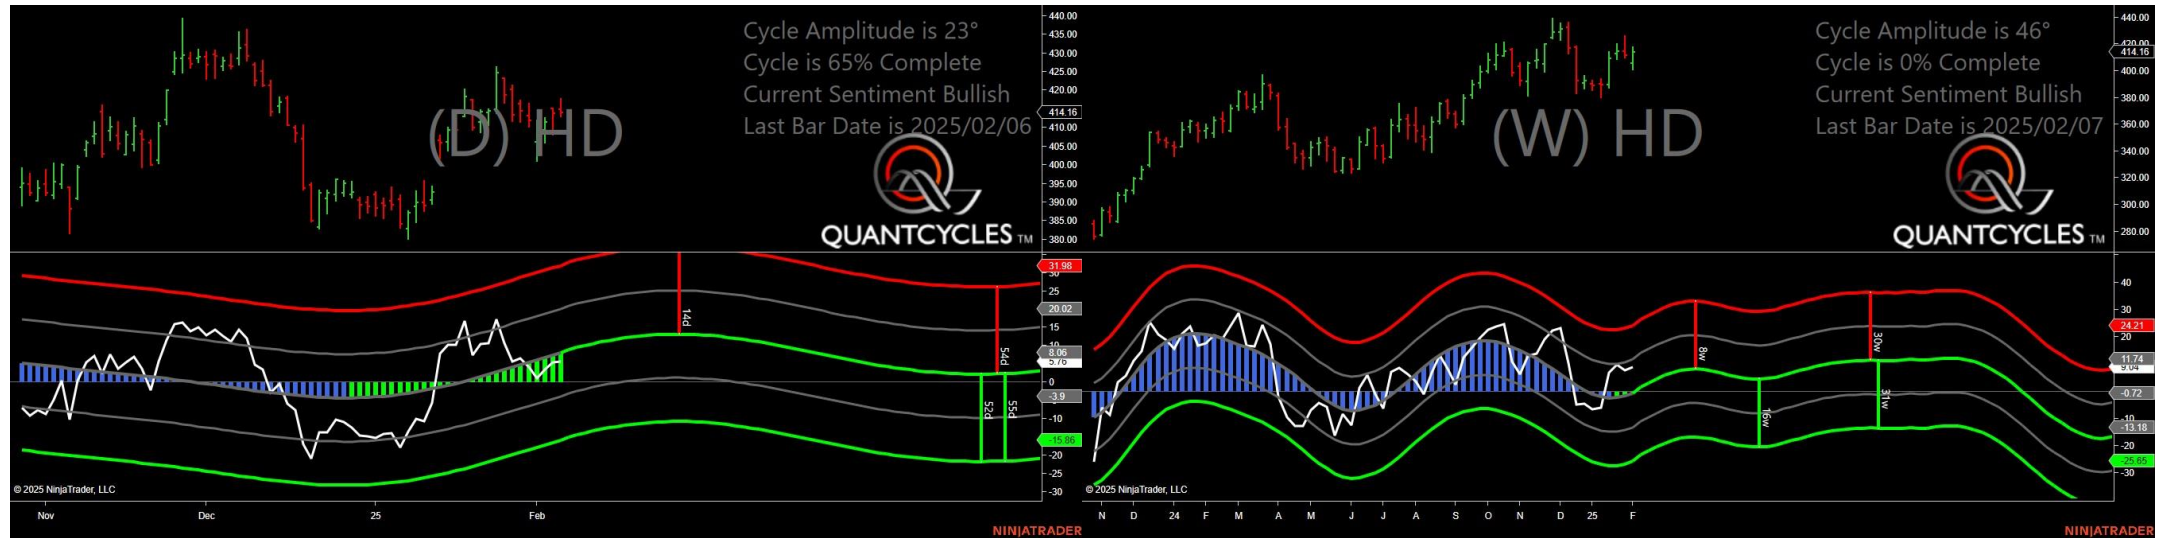 Cycle Amplitude is 23°
Cycle is 65% Complete
Current Sentiment Bullish
Last Bar Date is 2025/02/06
(D) HD
QUANTCYCLES TM
440.00
435.00
430.00
425.00
420.00
414.16
410.00
405.00
400.00
395.00
390.00
385.00
380.00
31.98
30
25
20.02
15
10
8.06
5.76
0
-3.9
-10
-15.86
-20
-25
-30
14d
54d
52d
55d
© 2025 NinjaTrader, LLC
Nov
Dec
25
Feb
NINJATRADER
Cycle Amplitude is 46°
Cycle is 0% Complete
Current Sentiment Bullish
Last Bar Date is 2025/02/07
(W) HD
QUANTCYCLES TM
440.00
420.00
414.16
400.00
380.00
360.00
340.00
320.00
300.00
280.00
40
30
24.21
20
11.74
9.04
-0.72
-10
-13.18
-20
-25.65
-30
8w
16w
30w
31w
© 2025 NinjaTrader, LLC
N D 24 F M A M J J A S O N D 25 F
NINJATRADER